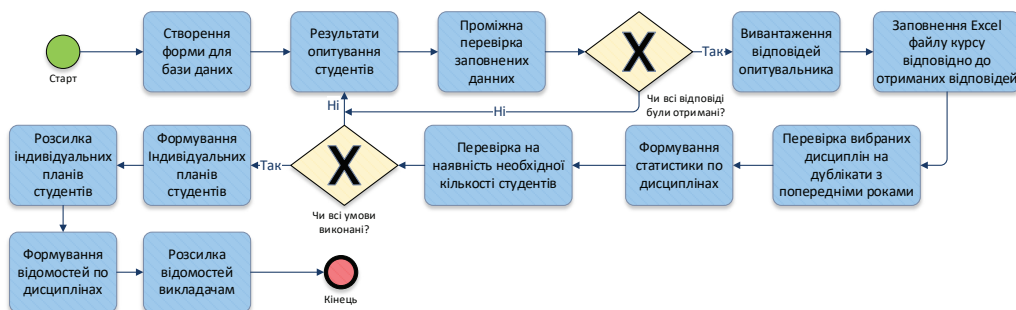 Старт
Створення
форми для
бази даних
Результати
опитування
студентів
Проміжна
перевірка
заповнених
данних
X
Чи всі відповіді
були отримані?
Так
Ні
Вивантаження
відповідей
опитувальника
Заповнення Excel
файлу курсу
відповідно до
отриманих відповідей
Перевірка вибраних
дисциплін на
дублікати з
попередніми роками
Формування
статистики по
дисциплінах
Перевірка на
наявність необхідної
кількості студентів
X
Чи всі умови
виконані?
Ні
Так
Формування
Індивідуальних
планів
студентів
Розсилка
індивідуальних
планів
студентів
Формування
відомостей по
дисциплінах
Розсилка
відомостей
викладачам
Кінець